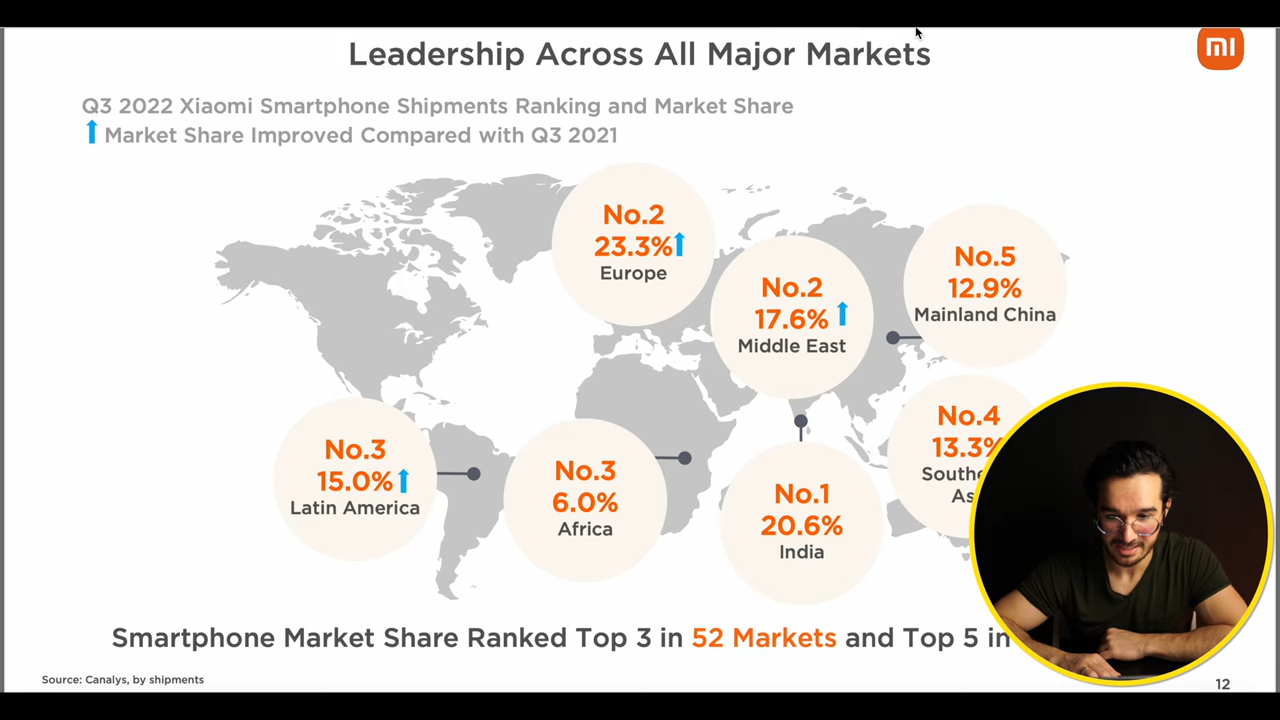 Leadership Across All Major Markets
mi
Q3 2022 Xiaomi Smartphone Shipments Ranking and Market Share
Market Share Improved Compared with Q3 2021
No.2
23.3%
Europe
No.2
17.6%
Middle East
No.5
12.9%
Mainland China
No.3
15.0%
Latin America
No.3
6.0%
Africa
No.1
20.6%
India
No.4
13.3%
Smartphone Market Share Ranked Top 3 in 52 Markets and Top 5 in
Source: Canalys, by shipments
12